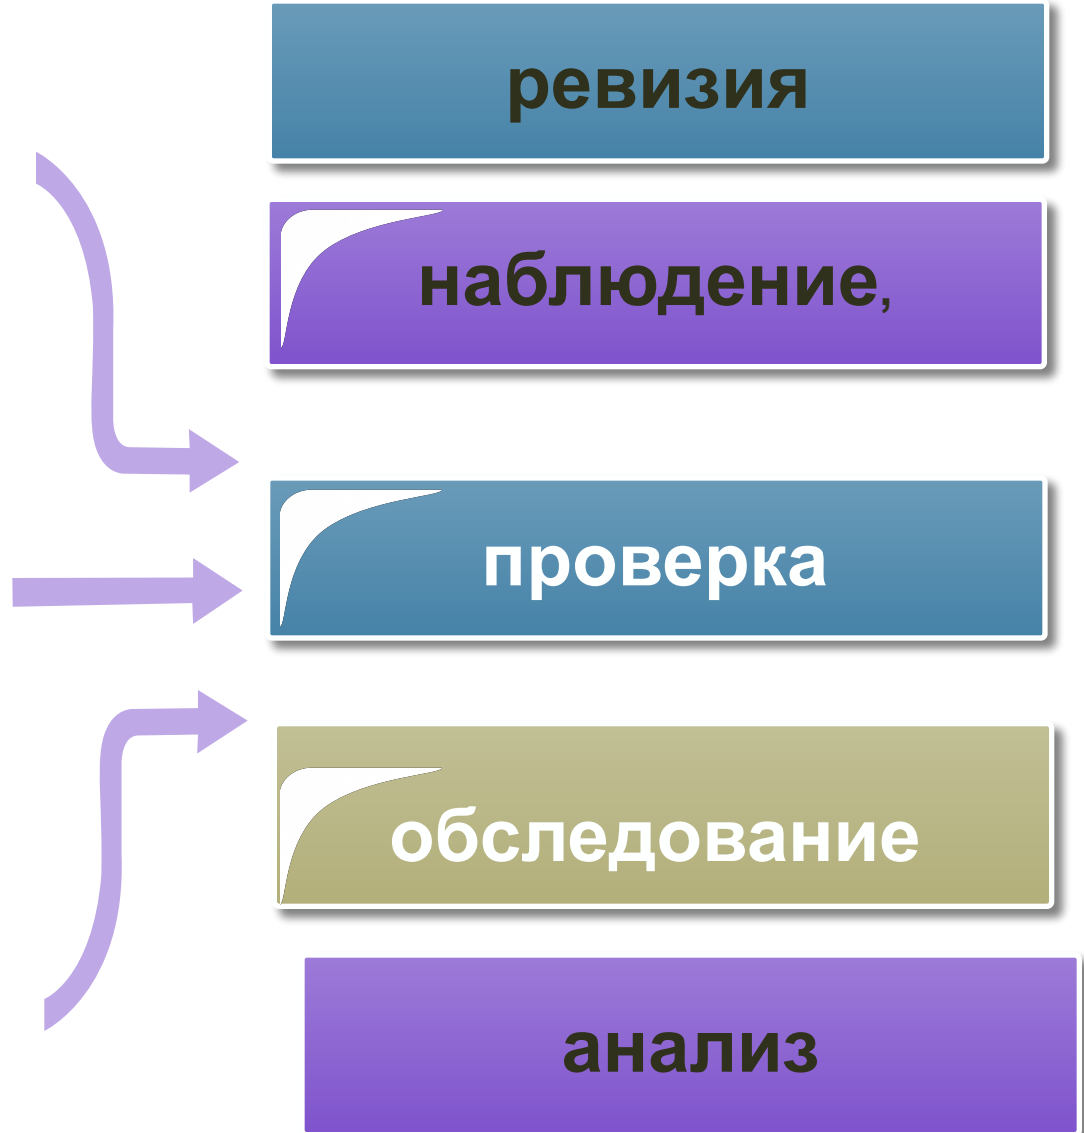 ревизия
наблюдение,
проверка
обследование
анализ